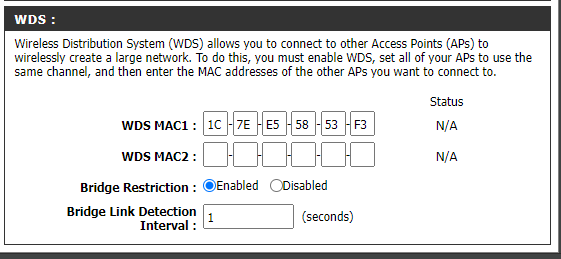 WDS :
Wireless Distribution System (WDS) allows you to connect to other Access Points (APs) to
wirelessly create a large network. To do this, you must enable WDS, set all of your APs to use the
same channel, and then enter the MAC addresses of the other APs you want to connect to.
Status
WDS MAC1 : 1C - 7E - E5 - 58 - 53 - F3 N/A
WDS MAC2 : - - - - - N/A
Bridge Restriction : Enabled Disabled
Bridge Link Detection
Interval : 1 (seconds)